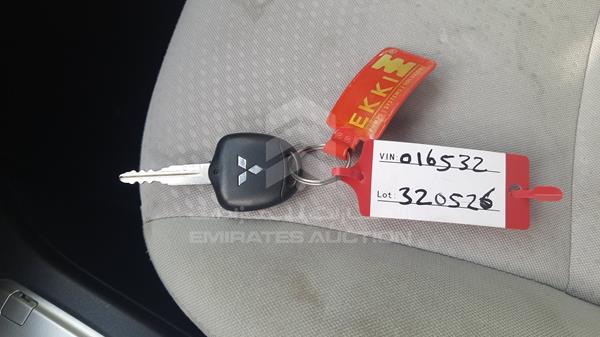 EKKI
VIN: 016532
Lot: 320526
EMIRATES AUCTION